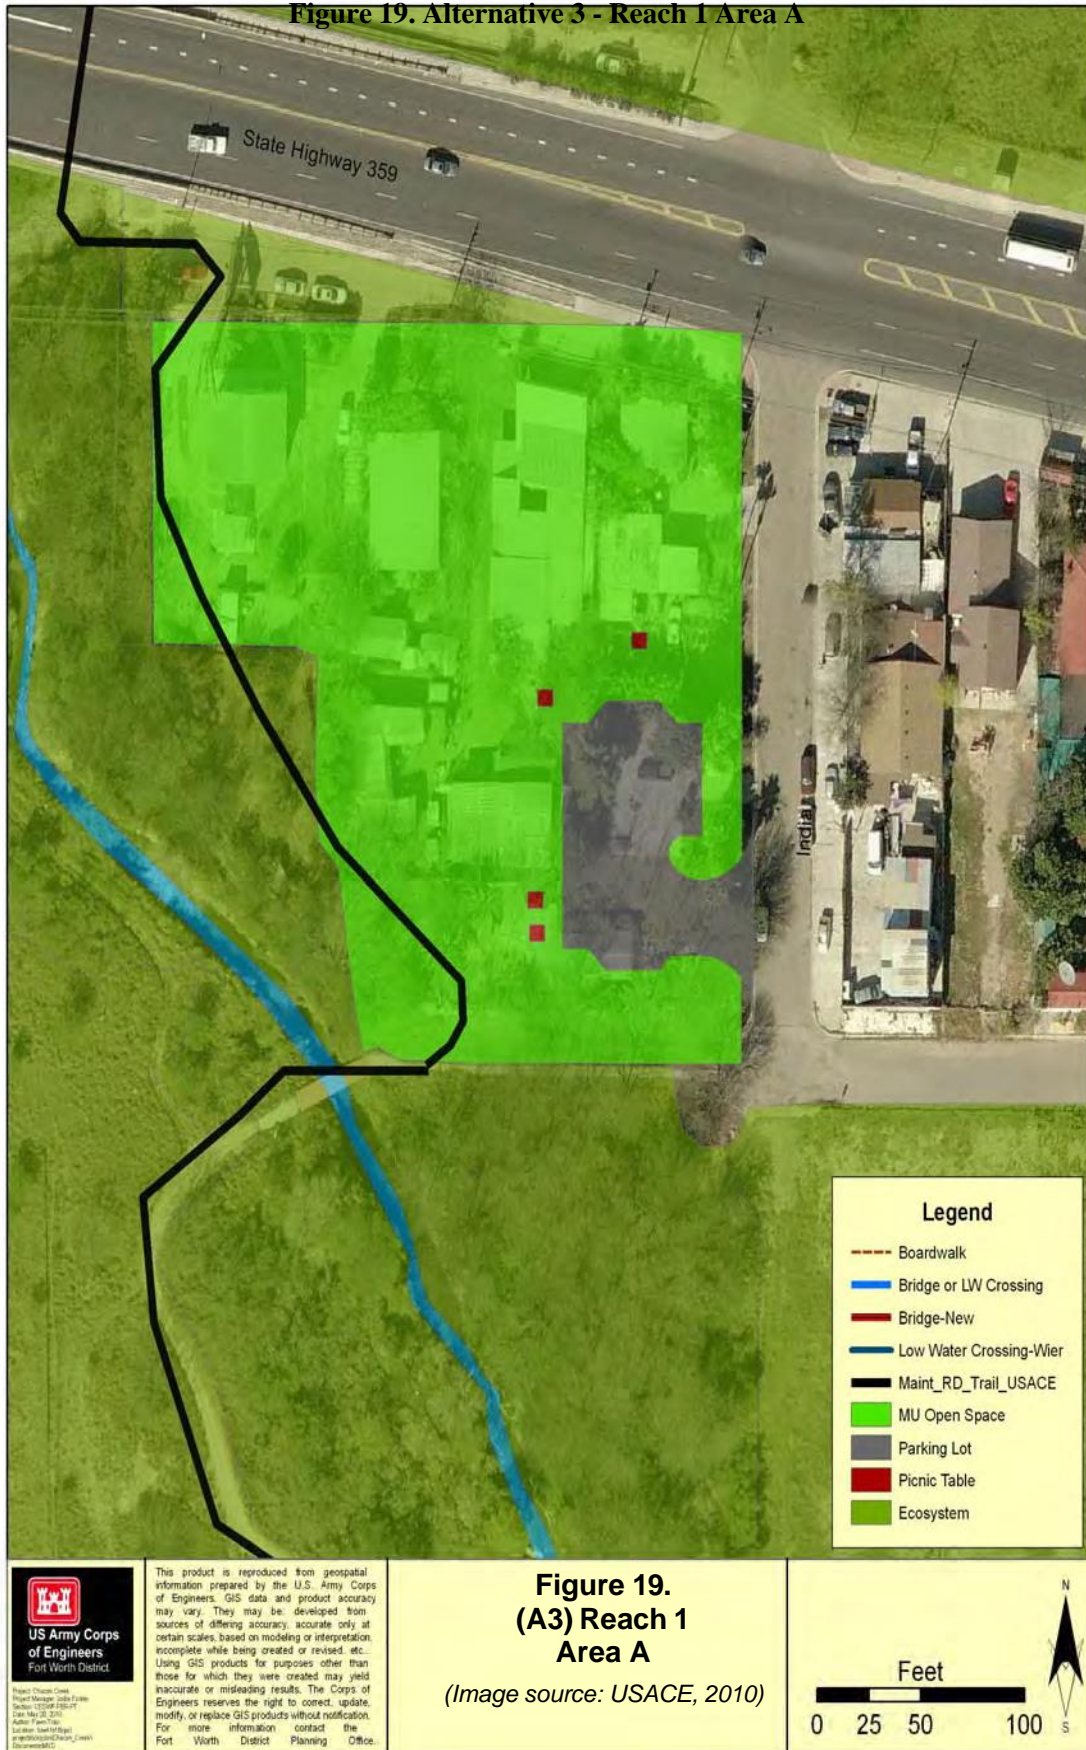 Figure 19. Alternative 3 - Reach 1 Area A
State Highway 359
India
Legend
Boardwalk
Bridge or LW Crossing
Bridge-New
Low Water Crossing-Wier
Maint_RD_Trail_USACE
MU Open Space
Parking Lot
Picnic Table
Ecosystem
US Army Corps
of Engineers
Fort Worth District
Project: Chacon Creek
This product is reproduced from geospatial
information prepared by the U.S. Army Corps
of Engineers. GIS data and product accuracy
may vary. They may be: developed from
sources of differing accuracy, accurate only at
certain scales, based on modeling or interpretation,
incomplete while being created or revised, etc..
Using GIS products for purposes other than
those for which they were created may yield
inaccurate or misleading results. The Corps of
Engineers reserves the right to correct, update,
modify, or replace GIS products without notification.
For more information contact the
Fort Worth District Planning Office.
Figure 19.
(A3) Reach 1
Area A
(Image source: USACE, 2010)
Feet
0 25 50 100
N
S